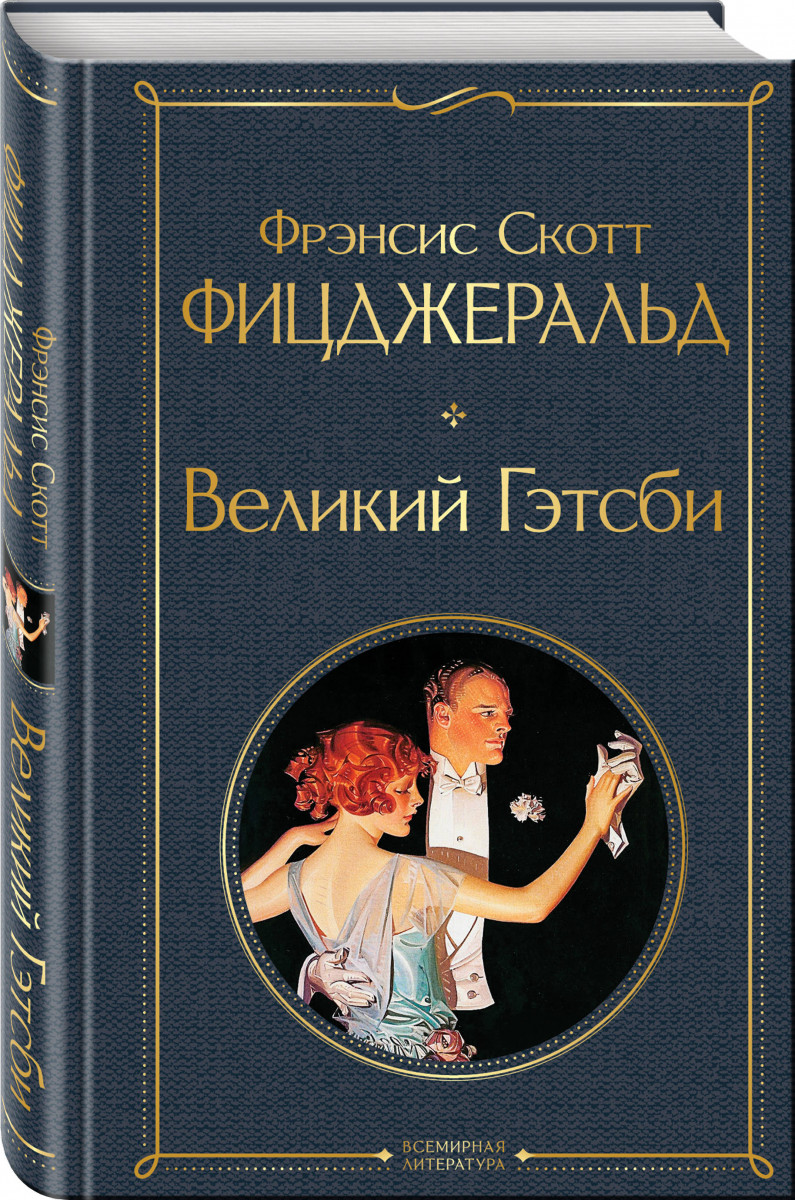 Фрэнсис Скотт
ФИЦДЖЕРАЛЬД
Великий Гэтсби
ВСЕМИРНАЯ
ЛИТЕРАТУРА
Фрэнсис Скотт
ФИЦДЖЕРАЛЬД
Великий Гэтсби